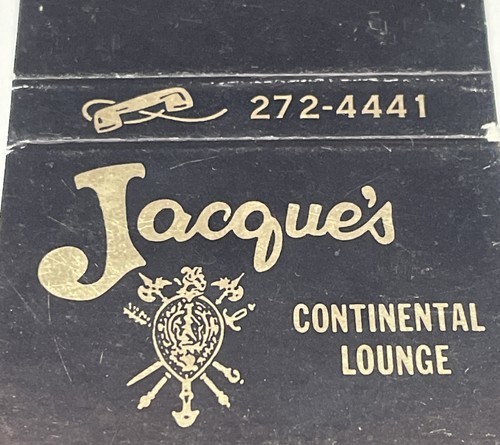 272-4441
Jacque's
CONTINENTAL
LOUNGE